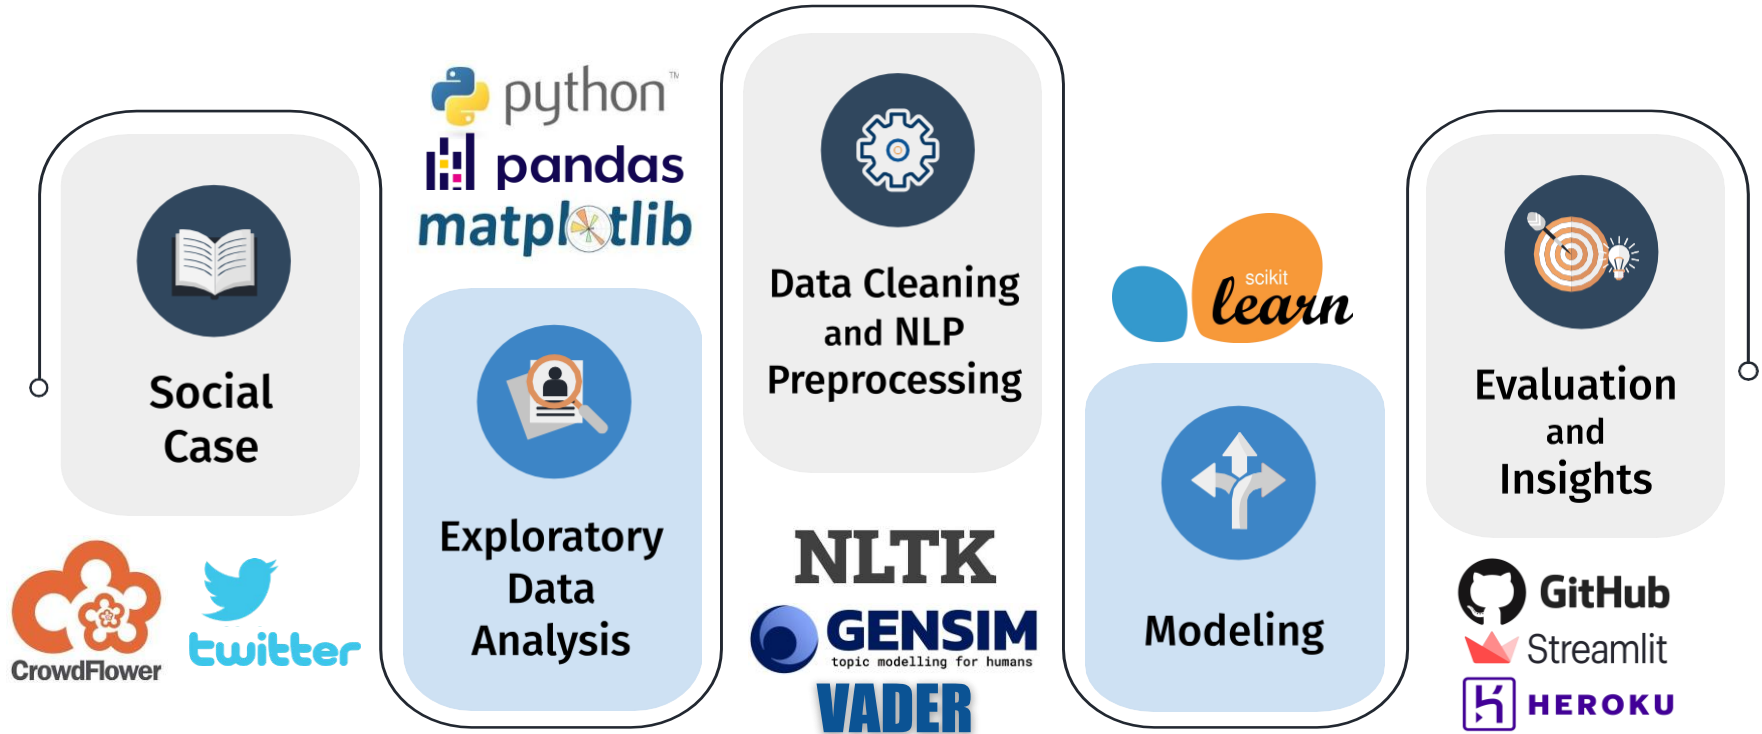 Social
Case
CrowdFlower
twitter
python™
pandas
matplotlib
Exploratory
Data
Analysis
Data Cleaning
and NLP
Preprocessing
NLTK
GENSIM
topic modelling for humans
VADER
scikit
learn
Modeling
Evaluation
and
Insights
GitHub
Streamlit
HEROKU